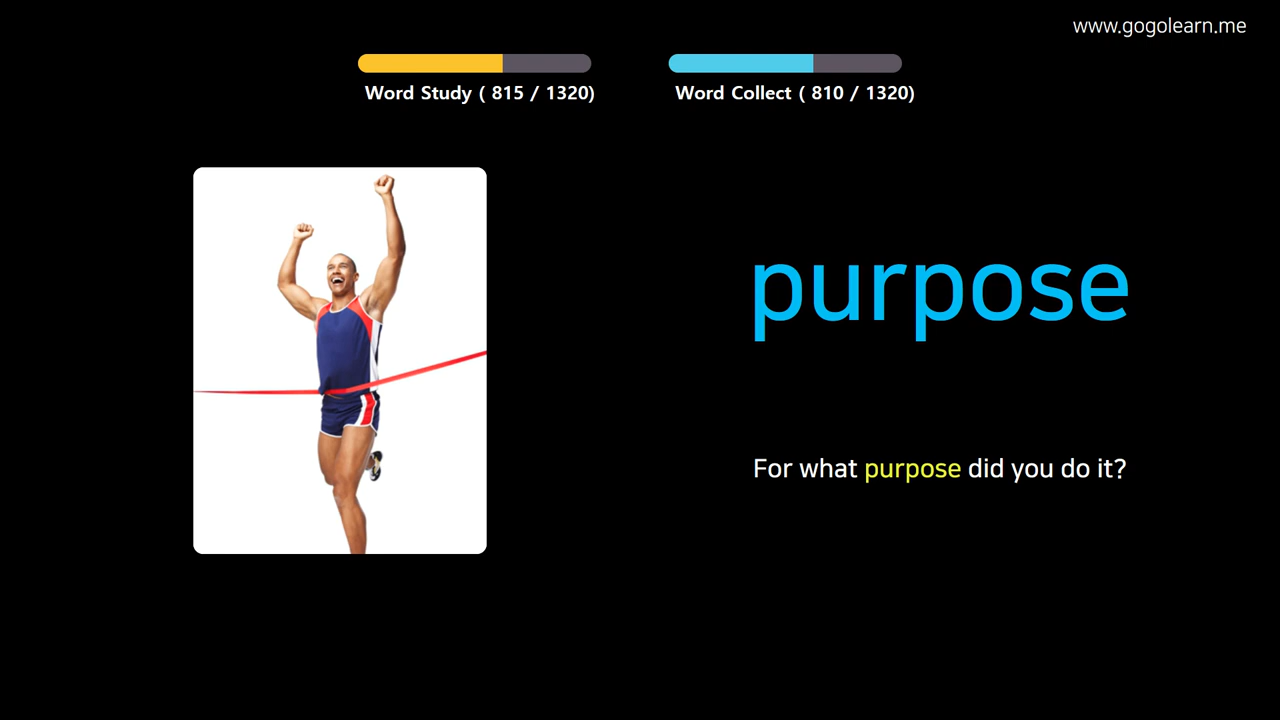 www.gogolearn.me
Word Study ( 815 / 1320)
Word Collect ( 810 / 1320)
purpose
For what purpose did you do it?